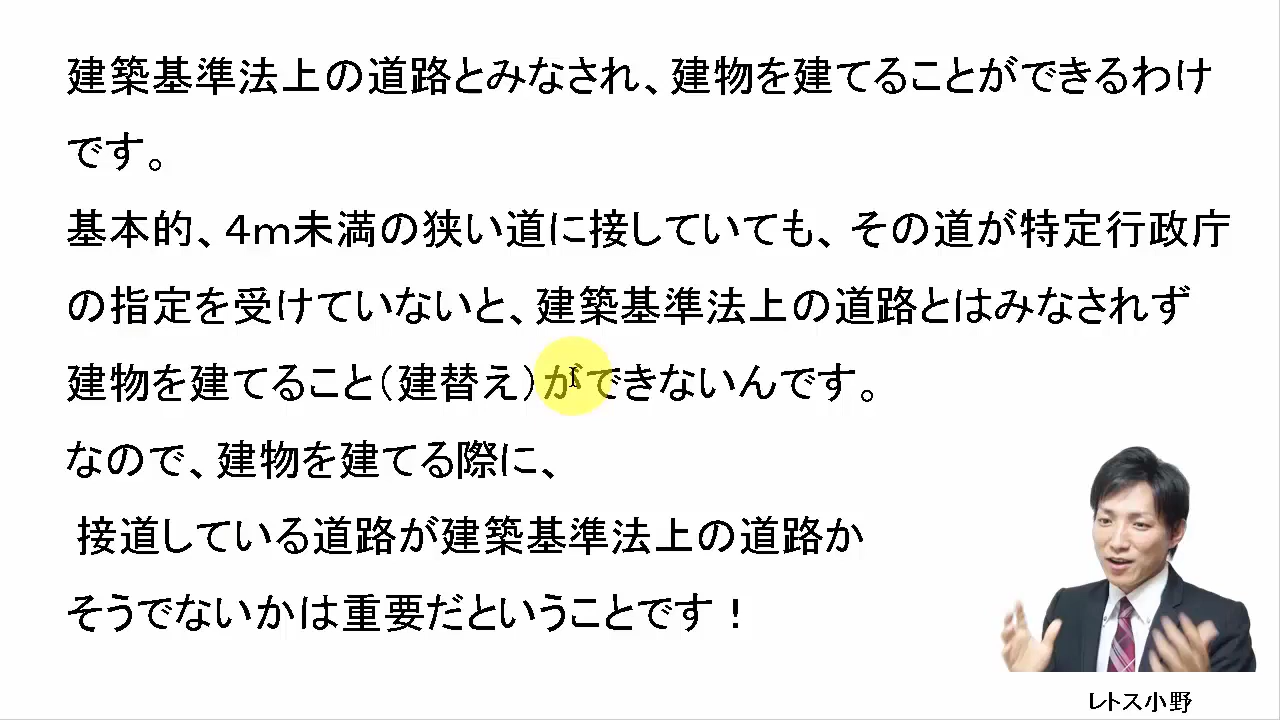 建築基準法上の道路とみなされ、建物を建てることができるわけ
です。
基本的、4m未満の狭い道に接していても、その道が特定行政庁
の指定を受けていないと、建築基準法上の道路とはみなされず
建物を建てること（建替え）ができないんです。
なので、建物を建てる際に、
接道している道路が建築基準法上の道路か
そうでないかは重要だということです！
レトス小野